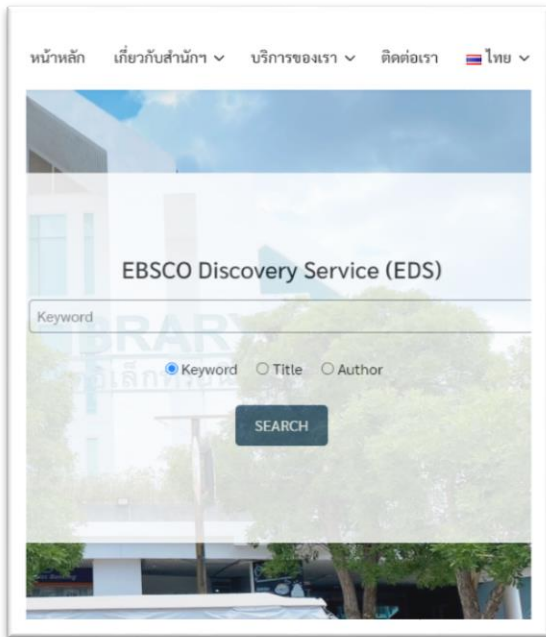 หน้าหลัก เกี่ยวกับสำนักฯ บริการของเรา ติดต่อเรา ไทย
EBSCO Discovery Service (EDS)
Keyword
BRARY
Keyword Title Author
SEARCH